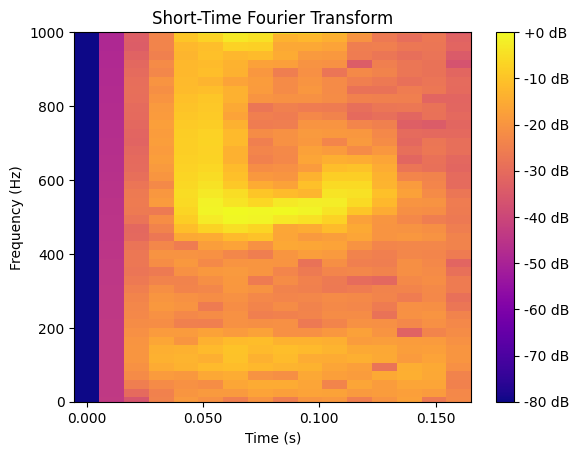 Short-Time Fourier Transform
Frequency (Hz)
1000
800
600
400
200
0
0.000
0.050
0.100
0.150
Time (s)
+0 dB
-10 dB
-20 dB
-30 dB
-40 dB
-50 dB
-60 dB
-70 dB
-80 dB